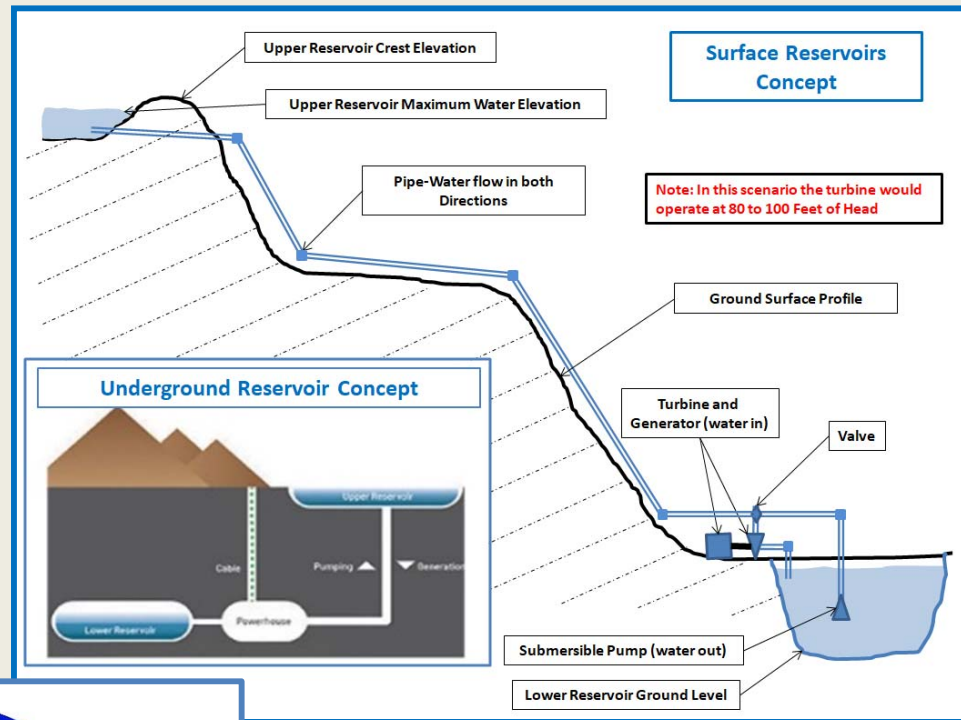 Upper Reservoir Crest Elevation
Surface Reservoirs
Concept
Upper Reservoir Maximum Water Elevation
Pipe-Water flow in both
Directions
Note: In this scenario the turbine would
operate at 80 to 100 Feet of Head
Ground Surface Profile
Underground Reservoir Concept
Turbine and
Generator (water in)
Valve
Upper Reservoir
Cable
Pumping
Generation
Lower Reservoir
Powerhouse
Submersible Pump (water out)
Lower Reservoir Ground Level